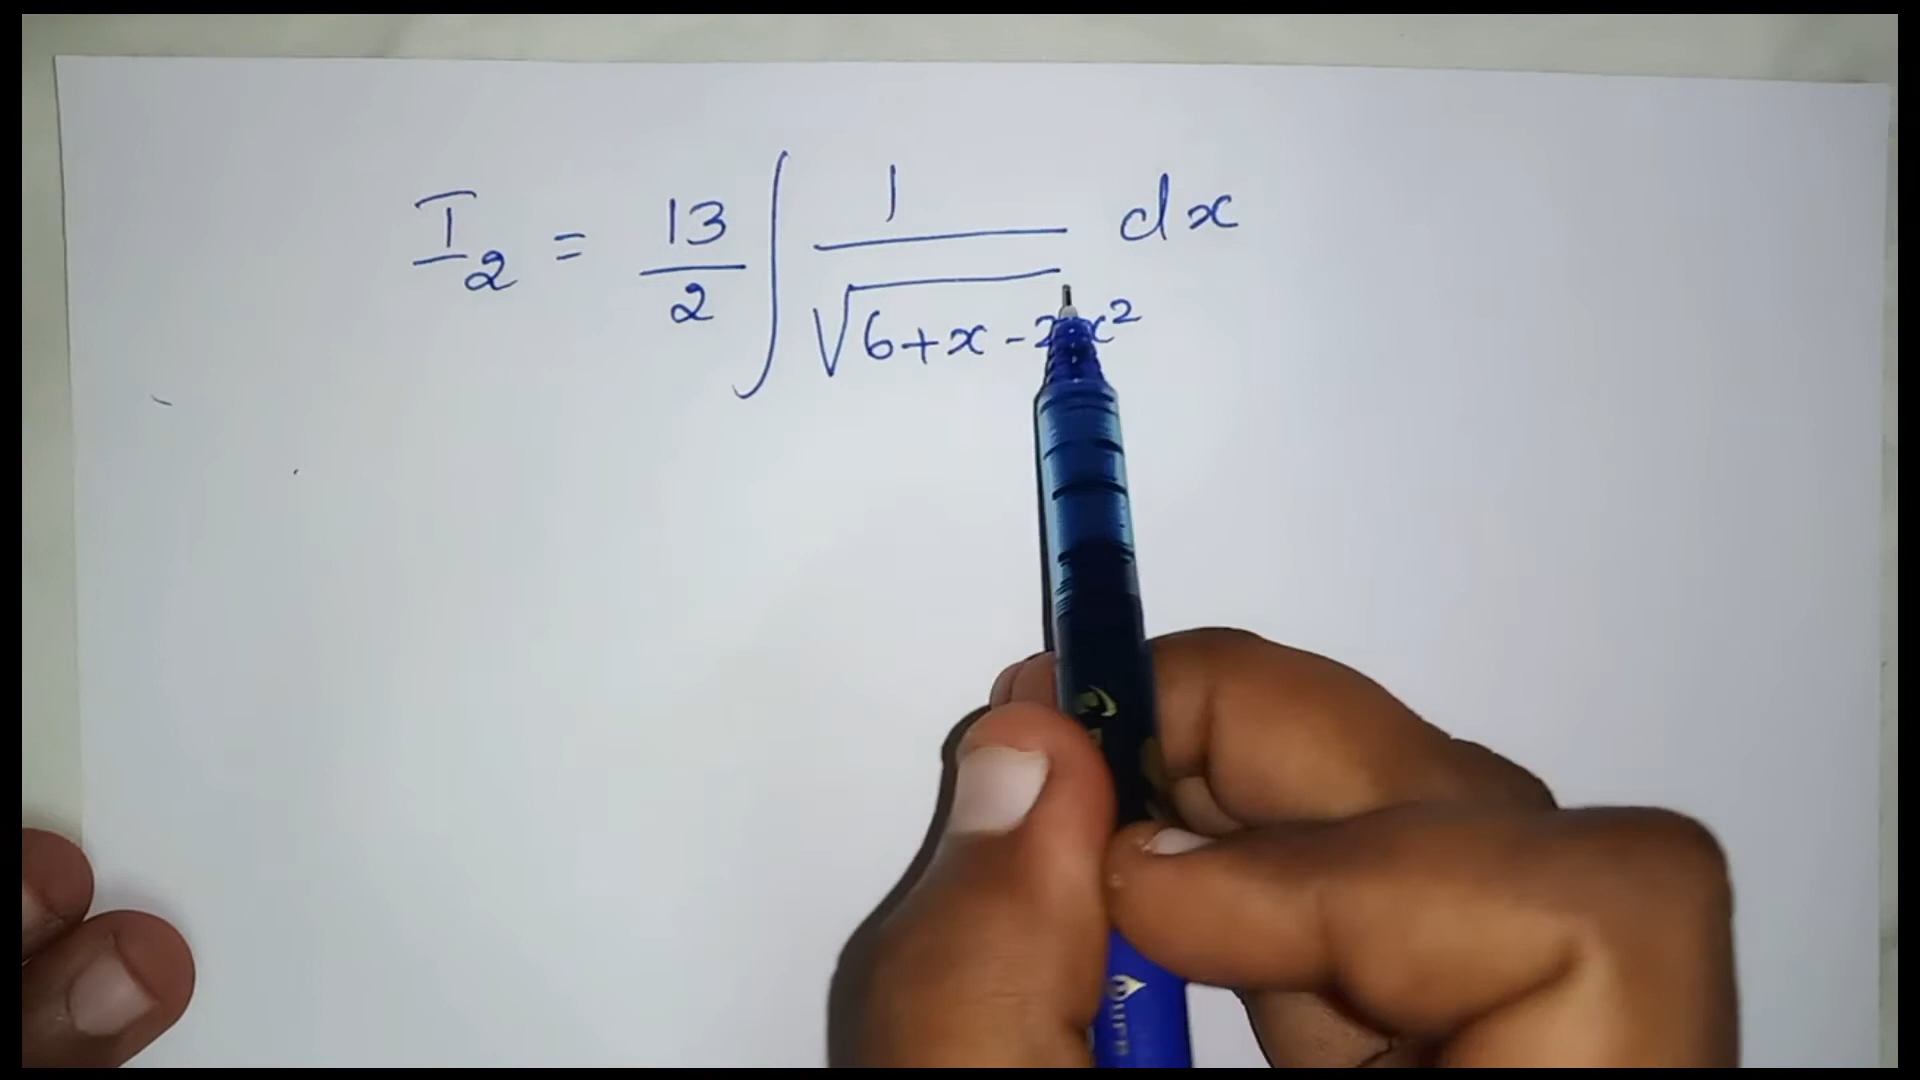 I₂ = 13/2 ∫ 1/√(6+x-2x²) dx